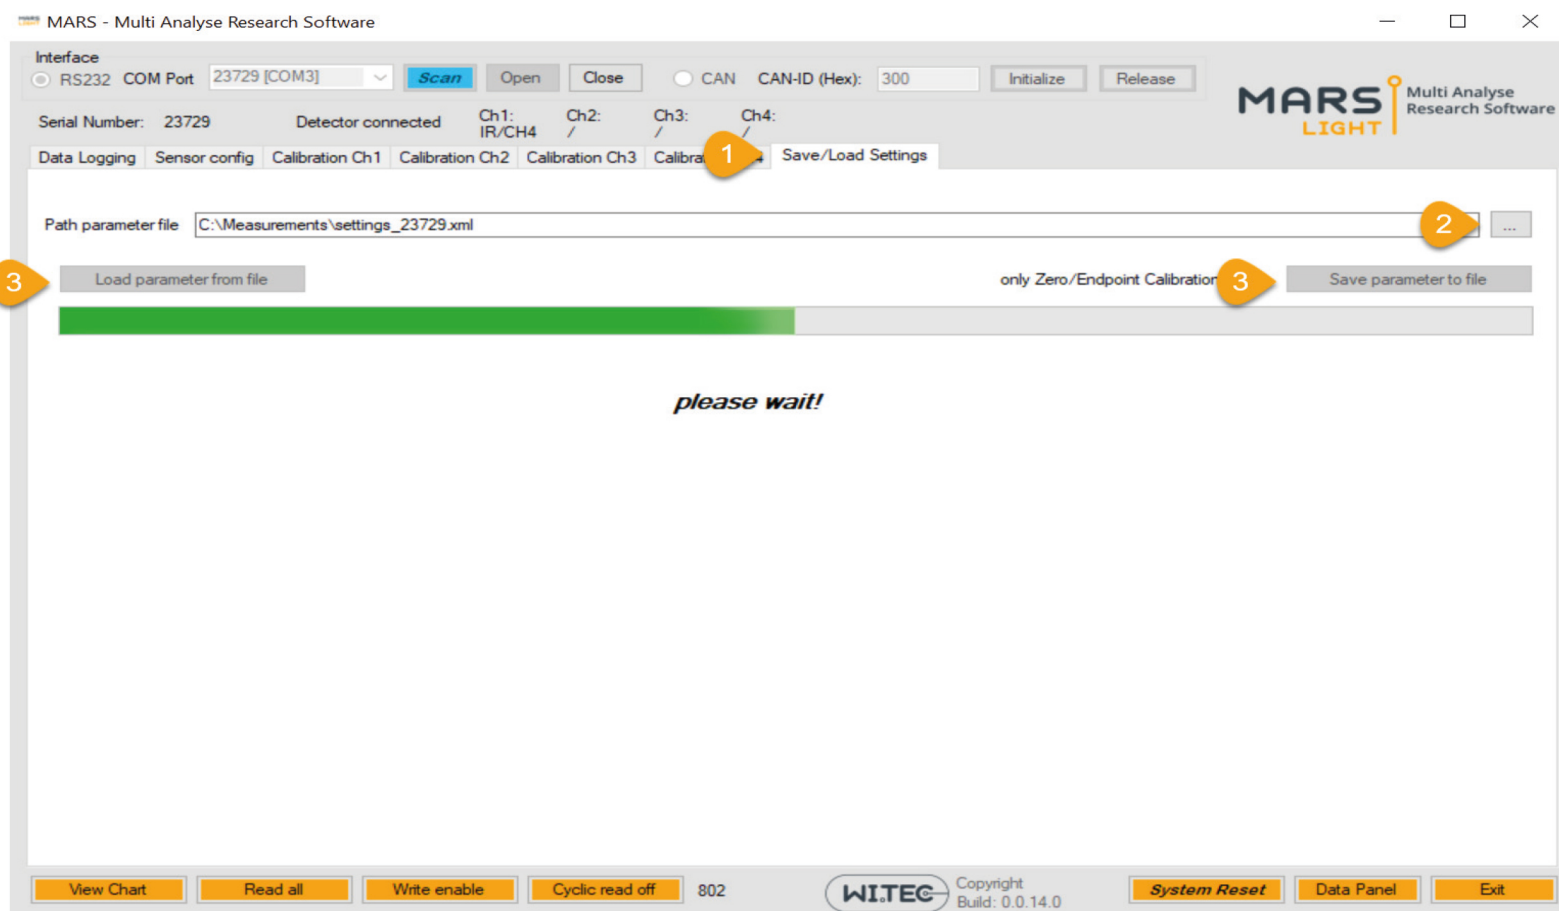 MARS - Multi Analyse Research Software
Interface
RS232 COM Port 23729 [COM3] Scan Open Close CAN CAN-ID (Hex): 300 Initialize Release
MARS LIGHT
Multi Analyse
Research Software
Serial Number: 23729 Detector connected
Ch1:
IR/CH4
Ch2:
/
Ch3:
/
Ch4:
/
Data Logging Sensor config Calibration Ch1 Calibration Ch2 Calibration Ch3 1 Save/Load Settings
Path parameter file C:\Measurements\settings_23729.xml 2 ...
3 Load parameter from file only Zero/Endpoint Calibration 3 Save parameter to file
please wait!
View Chart Read all Write enable Cyclic read off 802 WI.TEC
Copyright
Build: 0.0.14.0
System Reset Data Panel Exit